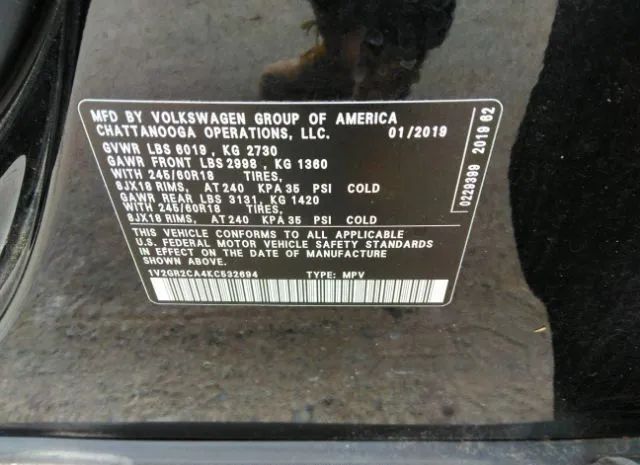 MFD BY VOLKSWAGEN GROUP OF AMERICA
CHATTANOOGA OPERATIONS, LLC. 01/2019
GVWR LBS 6019 , KG 2730
GAWR FRONT LBS 2998 , KG 1360
WITH 245/60R18 TIRES,
8JX18 RIMS, AT 240 KPA 35 PSI COLD
GAWR REAR LBS 3131, KG 1420
WITH 245/60R18 TIRES,
8JX18 RIMS, AT 240 KPA 35 PSI COLD
THIS VEHICLE CONFORMS TO ALL APPLICABLE
U.S. FEDERAL MOTOR VEHICLE SAFETY STANDARDS
IN EFFECT ON THE DATE OF MANUFACTURE
SHOWN ABOVE.
1V2GR2CA4KC532694 TYPE: MPV
0229399 2019 62